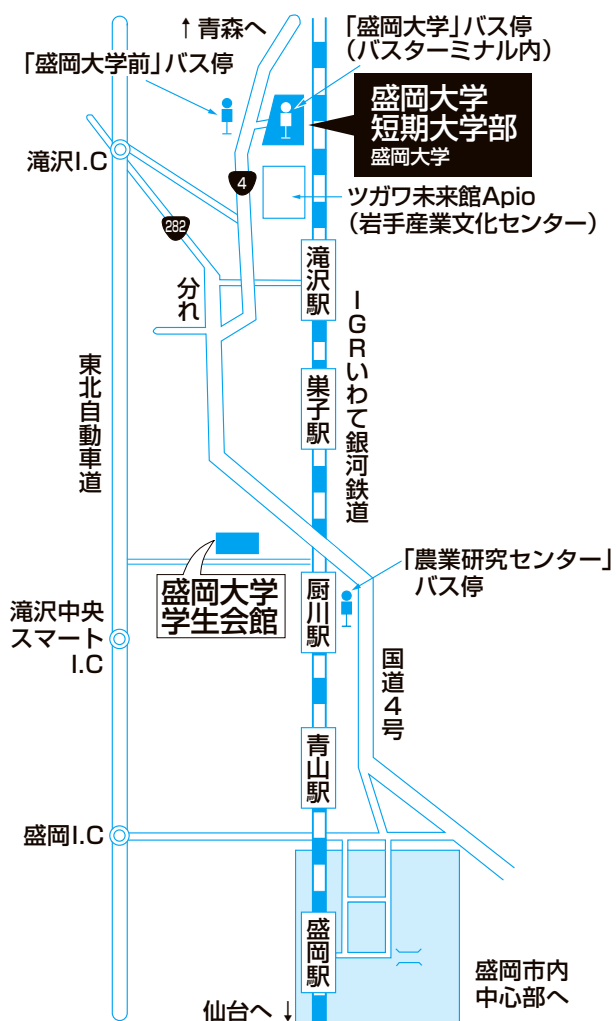 ↑青森へ
「盛岡大学」バス停
(バスターミナル内)
「盛岡大学前」バス停
盛岡大学
短期大学部
盛岡大学
滝沢I.C
4
ツガワ未来館Apio
(岩手産業文化センター)
282
分れ
滝沢駅
IGRいわて銀河鉄道
東北自動車道
巣子駅
「農業研究センター」
バス停
盛岡大学
学生会館
厨川駅
滝沢中央
スマート
I.C
国道4号
青山駅
盛岡I.C
盛岡駅
盛岡市内
中心部へ
仙台へ↓